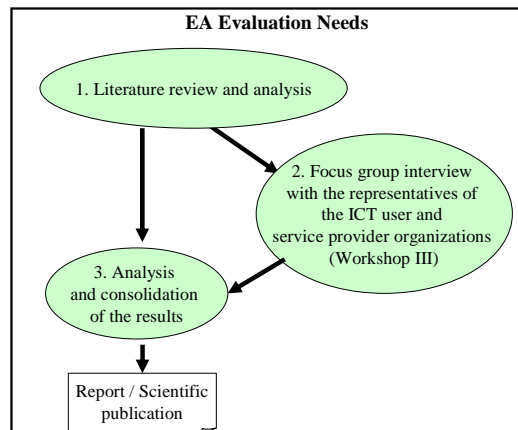 EA Evaluation Needs
1. Literature review and analysis
2. Focus group interview
with the representatives of
the ICT user and
service provider organizations
(Workshop III)
3. Analysis
and consolidation
of the results
Report / Scientific
publication